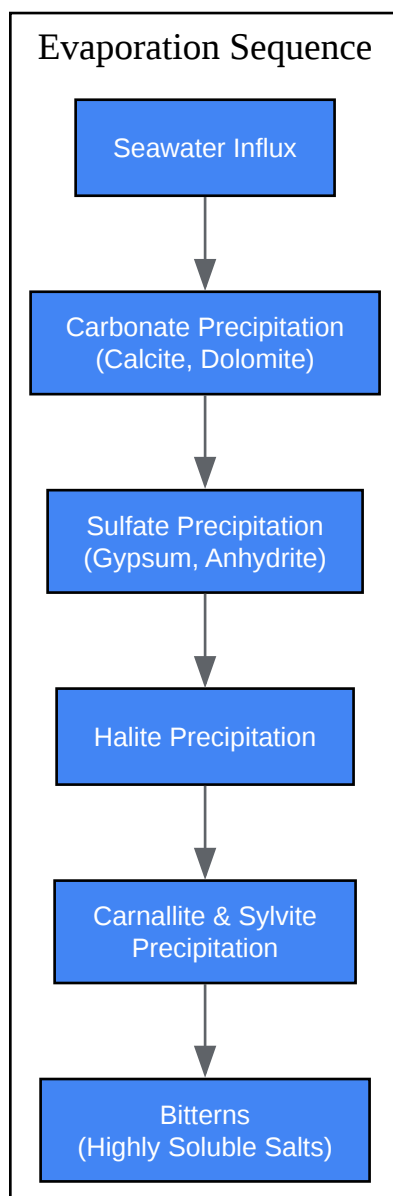 Evaporation Sequence
Seawater Influx
Carbonate Precipitation
(Calcite, Dolomite)
Sulfate Precipitation
(Gypsum, Anhydrite)
Halite Precipitation
Carnallite & Sylvite
Precipitation
Bitterns
(Highly Soluble Salts)